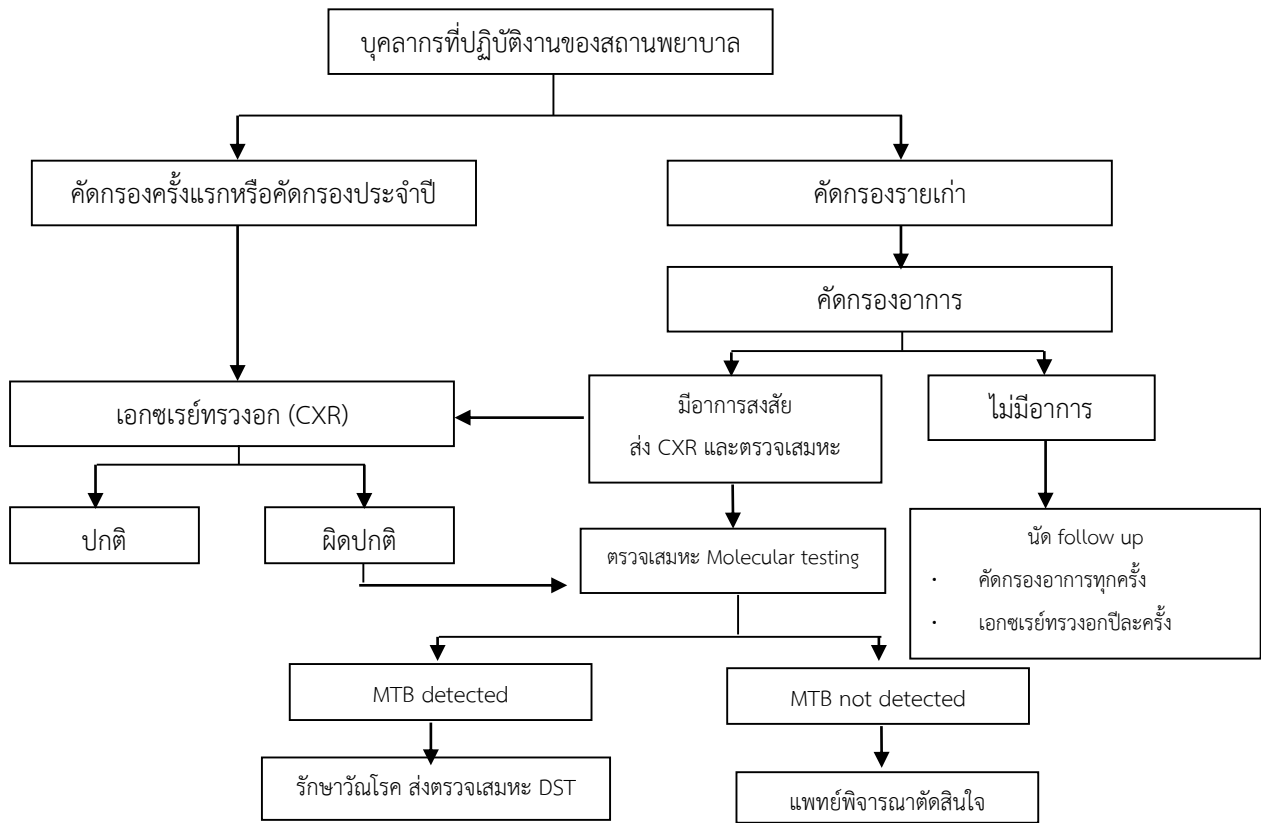 บุคลากรที่ปฏิบัติงานของสถานพยาบาล
คัดกรองครั้งแรกหรือคัดกรองประจำปี
คัดกรองรายเก่า
คัดกรองอาการ
เอกซเรย์ทรวงอก (CXR)
มีอาการสงสัย
ส่ง CXR และตรวจเสมหะ
ไม่มีอาการ
ปกติ
ผิดปกติ
ตรวจเสมหะ Molecular testing
นัด follow up
· คัดกรองอาการทุกครั้ง
· เอกซเรย์ทรวงอกปีละครั้ง
MTB detected
MTB not detected
รักษาวัณโรค ส่งตรวจเสมหะ DST
แพทย์พิจารณาตัดสินใจ